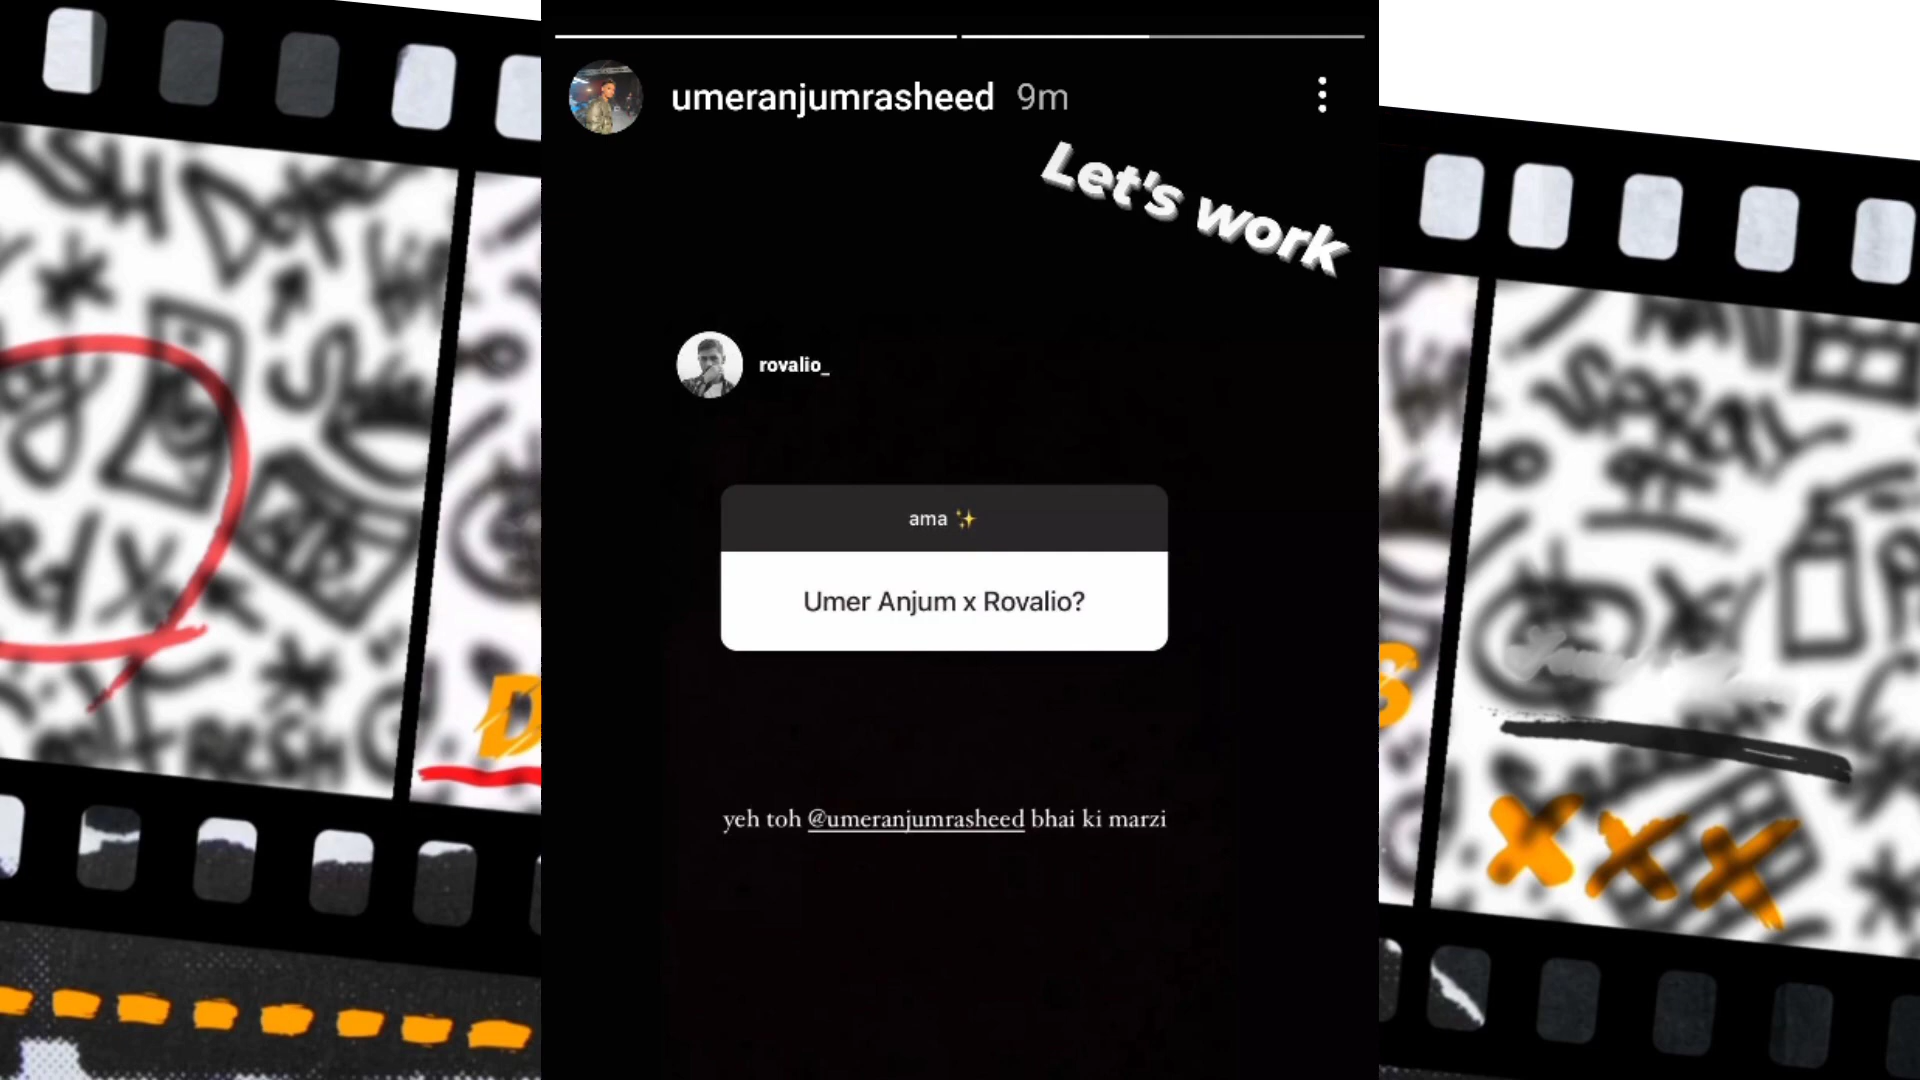 umeranjumrasheed 9m
Let's work
rovalio_
ama ✨
Umer Anjum x Rovalio?
yeh toh @umeranjumrasheed bhai ki marzi